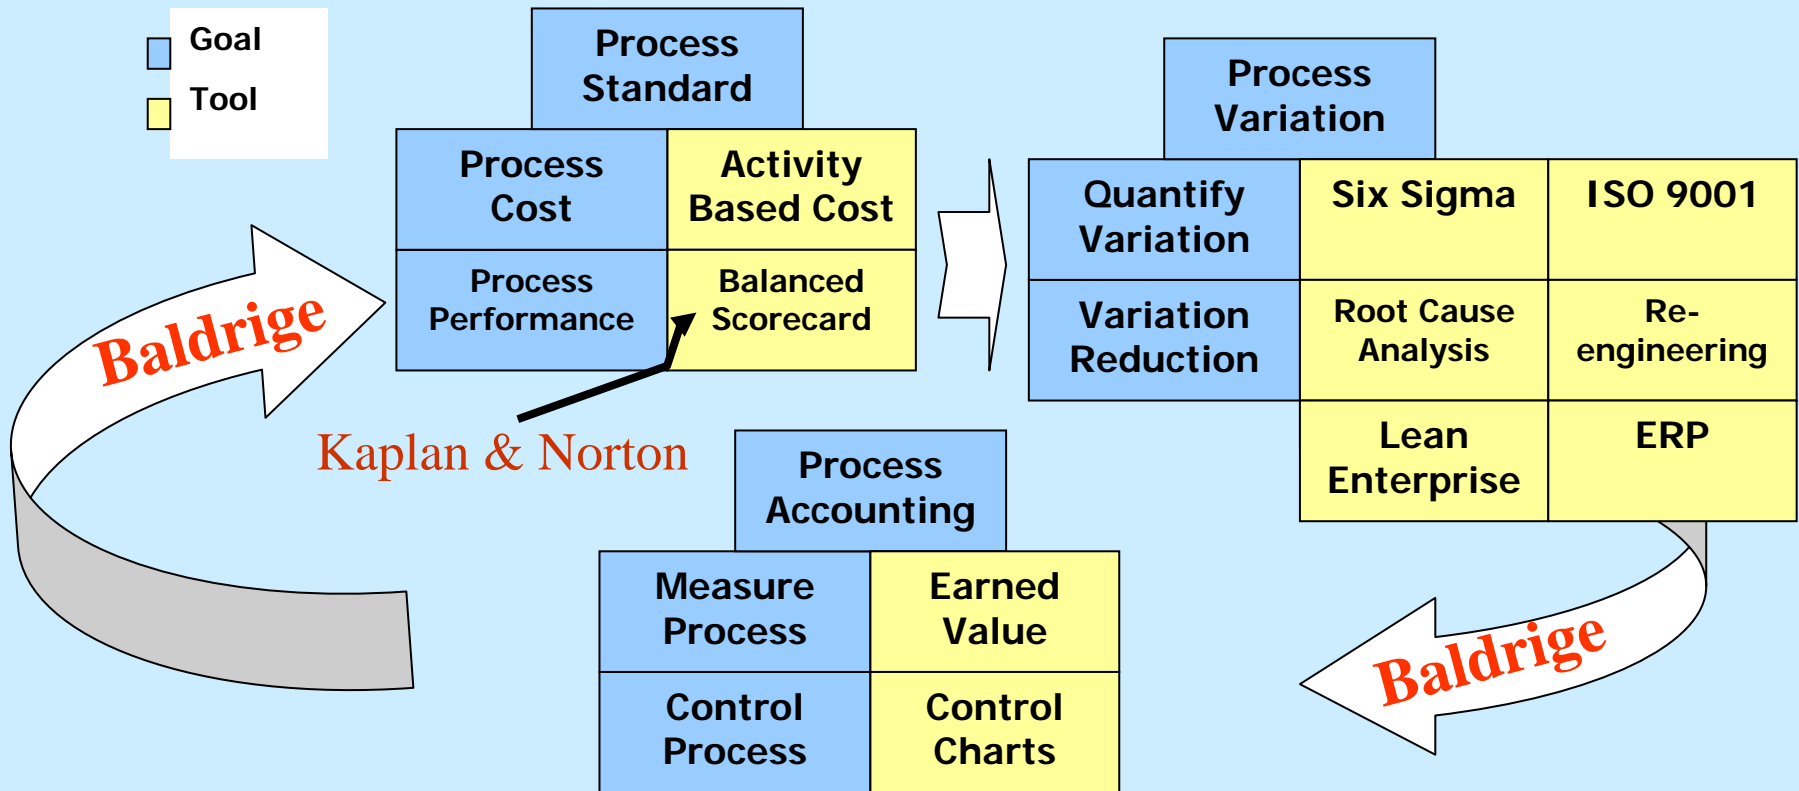 Goal
Tool
Process
Standard
Process
Cost
Activity
Based Cost
Process
Performance
Balanced
Scorecard
Baldrige
Kaplan & Norton
Process
Variation
Quantify
Variation
Six Sigma
ISO 9001
Variation
Reduction
Root Cause
Analysis
Re-
engineering
Lean
Enterprise
ERP
Process
Accounting
Measure
Process
Earned
Value
Control
Process
Control
Charts
Baldrige